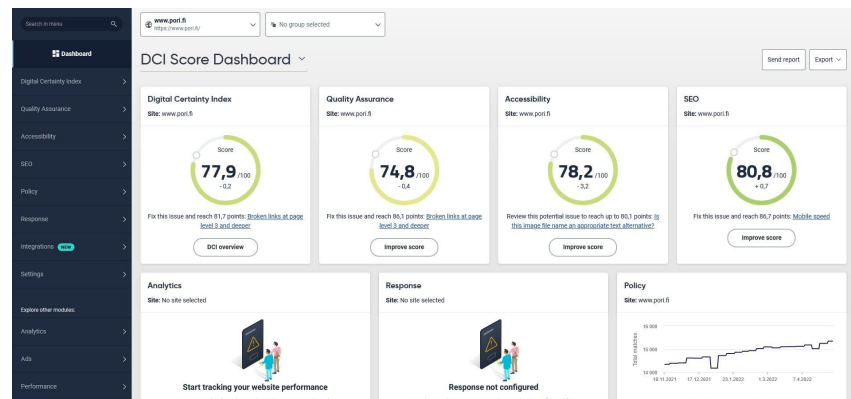 Search in menu
www.pori.fi
https://www.pori.fi/
No group selected
Dashboard
DCI Score Dashboard
Send report
Export
Digital Certainty Index
Quality Assurance
Accessibility
SEO
Policy
Response
Integrations NEW
Settings
Explore other modules:
Analytics
Ads
Performance
Digital Certainty Index
Site: www.pori.fi
Score
77,9 /100
- 0,2
Fix this issue and reach 81,7 points: Broken links at page
level 3 and deeper
DCI overview
Quality Assurance
Site: www.pori.fi
Score
74,8 /100
- 0,4
Fix this issue and reach 86,1 points: Broken links at page
level 3 and deeper
Improve score
Accessibility
Site: www.pori.fi
Score
78,2 /100
- 3,2
Review this potential issue to reach up to 80,1 points: Is
this image file name an appropriate text alternative?
Improve score
SEO
Site: www.pori.fi
Score
80,8 /100
+ 0,7
Fix this issue and reach 86,7 points: Mobile speed
Improve score
Analytics
Site: No site selected
Start tracking your website performance
Response
Site: No site selected
Response not configured
Policy
Site: www.pori.fi
Total matches
16 000
15 000
14 000
19.11.2021 17.12.2021 23.1.2022 1.3.2022 7.4.2022